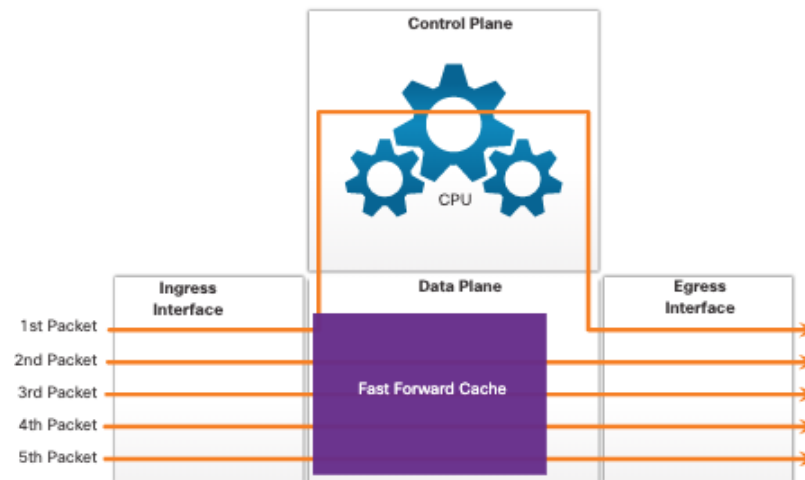 Control Plane
CPU
Ingress
Interface
Data Plane
Egress
Interface
1st Packet
2nd Packet
3rd Packet
Fast Forward Cache
4th Packet
5th Packet